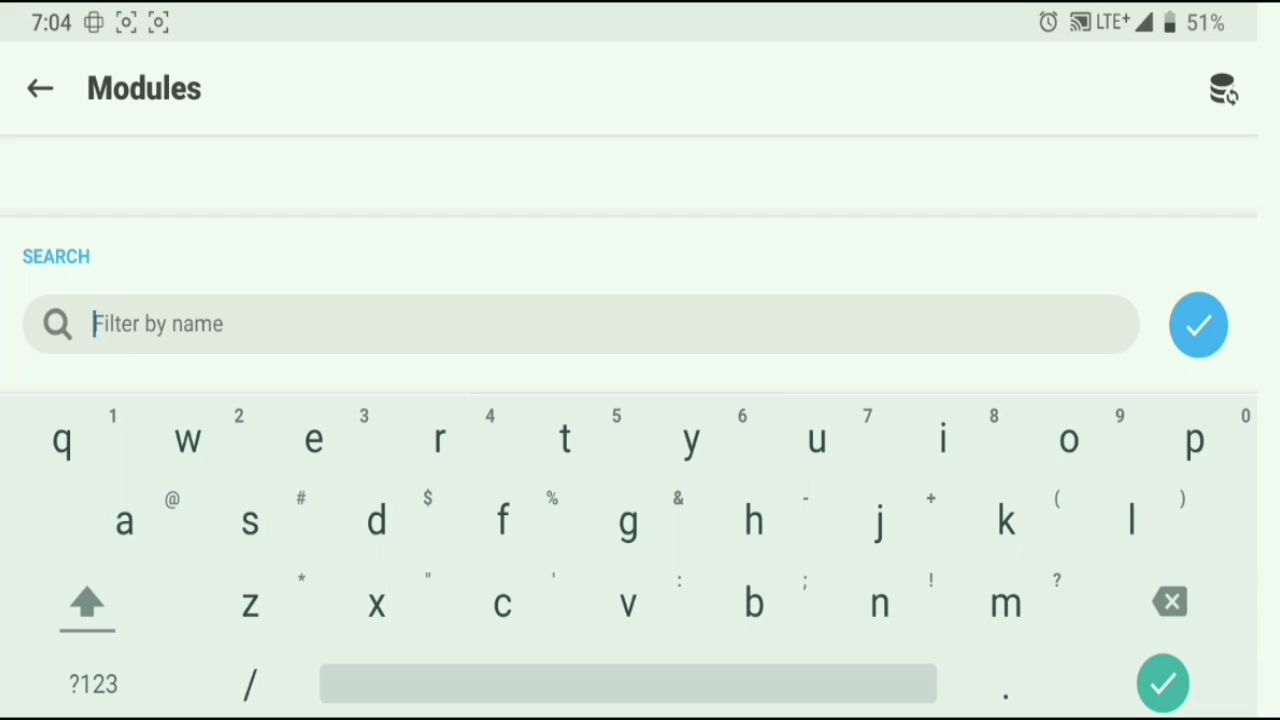 7:04 LTE+ 51%
Modules
SEARCH
Filter by name
1 2 3 4 5 6 7 8 9 0
q w e r t y u i o p
@ # $ % & - + ( )
a s d f g h j k l
* " ' : ; ! ?
z x c v b n m
?123 / .